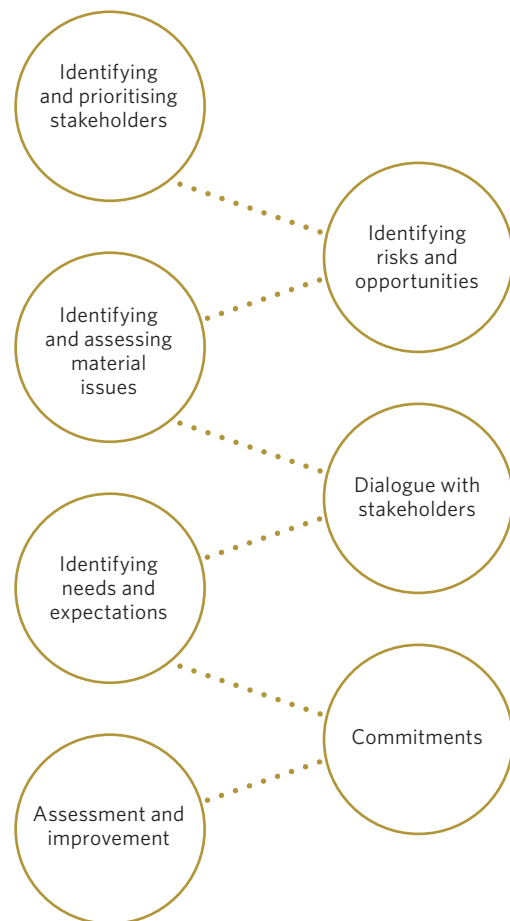 Identifying
and prioritising
stakeholders
Identifying
risks and
opportunities
Identifying
and assessing
material
issues
Dialogue with
stakeholders
Identifying
needs and
expectations
Commitments
Assessment and
improvement